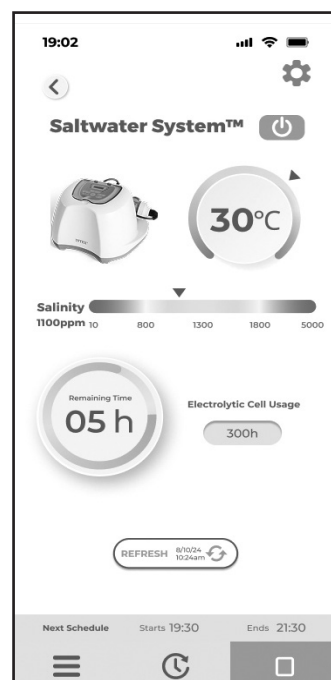 19:02
Saltwater System™
30°C
Salinity
1100ppm 10 800 1300 1800 5000
Remaining Time
05 h
Electrolytic Cell Usage
300h
REFRESH 8/10/24
10:24am
Next Schedule Starts 19:30 Ends 21:30